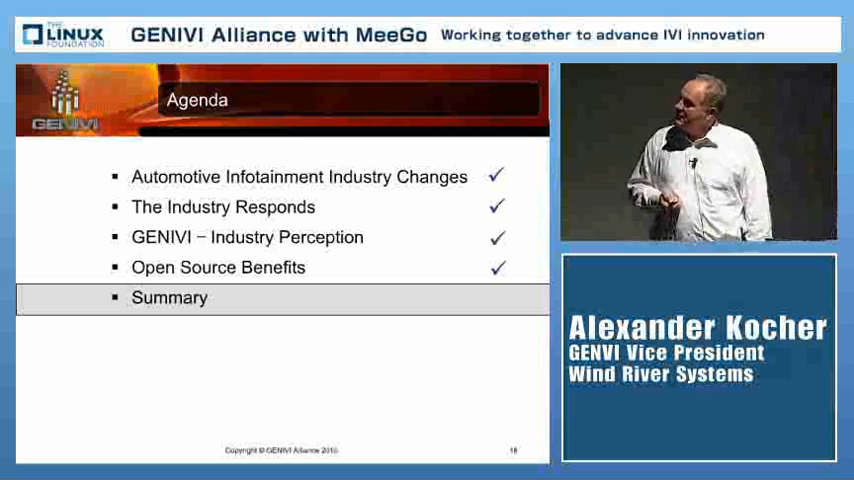 THE
LINUX
FOUNDATION
GENIVI Alliance with MeeGo Working together to advance IVI innovation
GENIVI
Agenda
Automotive Infotainment Industry Changes
The Industry Responds
GENIVI – Industry Perception
Open Source Benefits
Summary
Copyright © GENIVI Alliance 2010
18
Alexander Kocher
GENVI Vice President
Wind River Systems